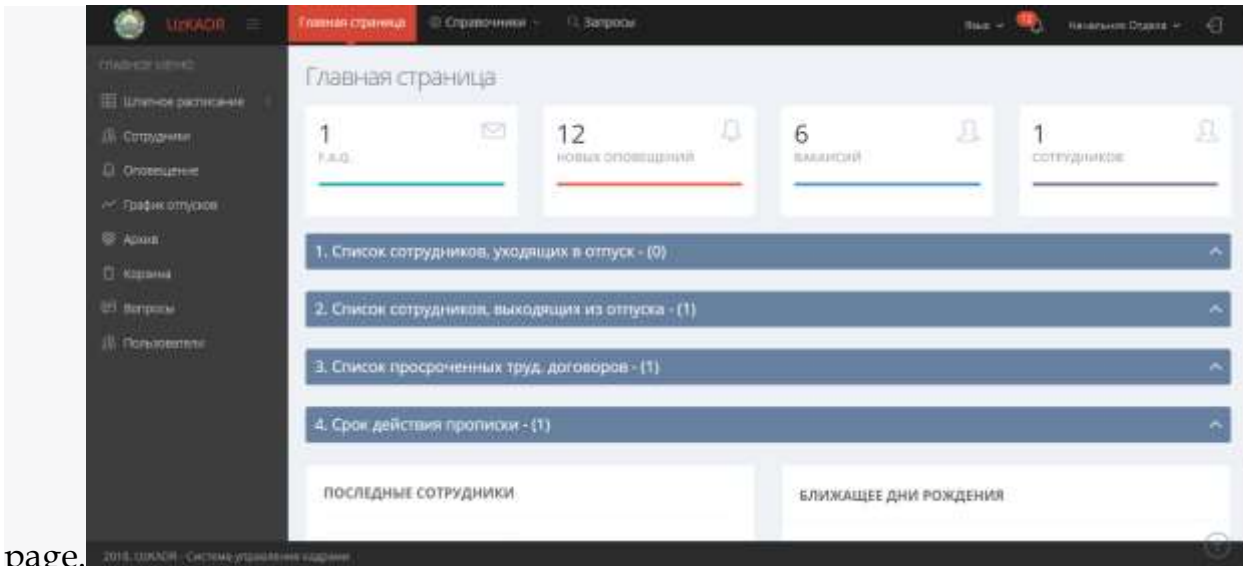 UzKADR
Главная страница
Справочники
Запросы
Язык
12
Начальник Отдела
ГЛАВНОЕ МЕНЮ
Штатное расписание
Сотрудники
Оповещение
График отпусков
Архив
Корзина
Вопросы
Пользователи
Главная страница
1
F.A.Q.
12
НОВЫХ ОПОВЕЩЕНИЙ
6
ВАКАНСИЙ
1
СОТРУДНИКОВ
1. Список сотрудников, уходящих в отпуск - (0)
2. Список сотрудников, выходящих из отпуска - (1)
3. Список просроченных труд. договоров - (1)
4. Срок действия прописки - (1)
ПОСЛЕДНЫЕ СОТРУДНИКИ
БЛИЖАЩЕЕ ДНИ РОЖДЕНИЯ
2018. UzKADR - Система управления кадрами
page.